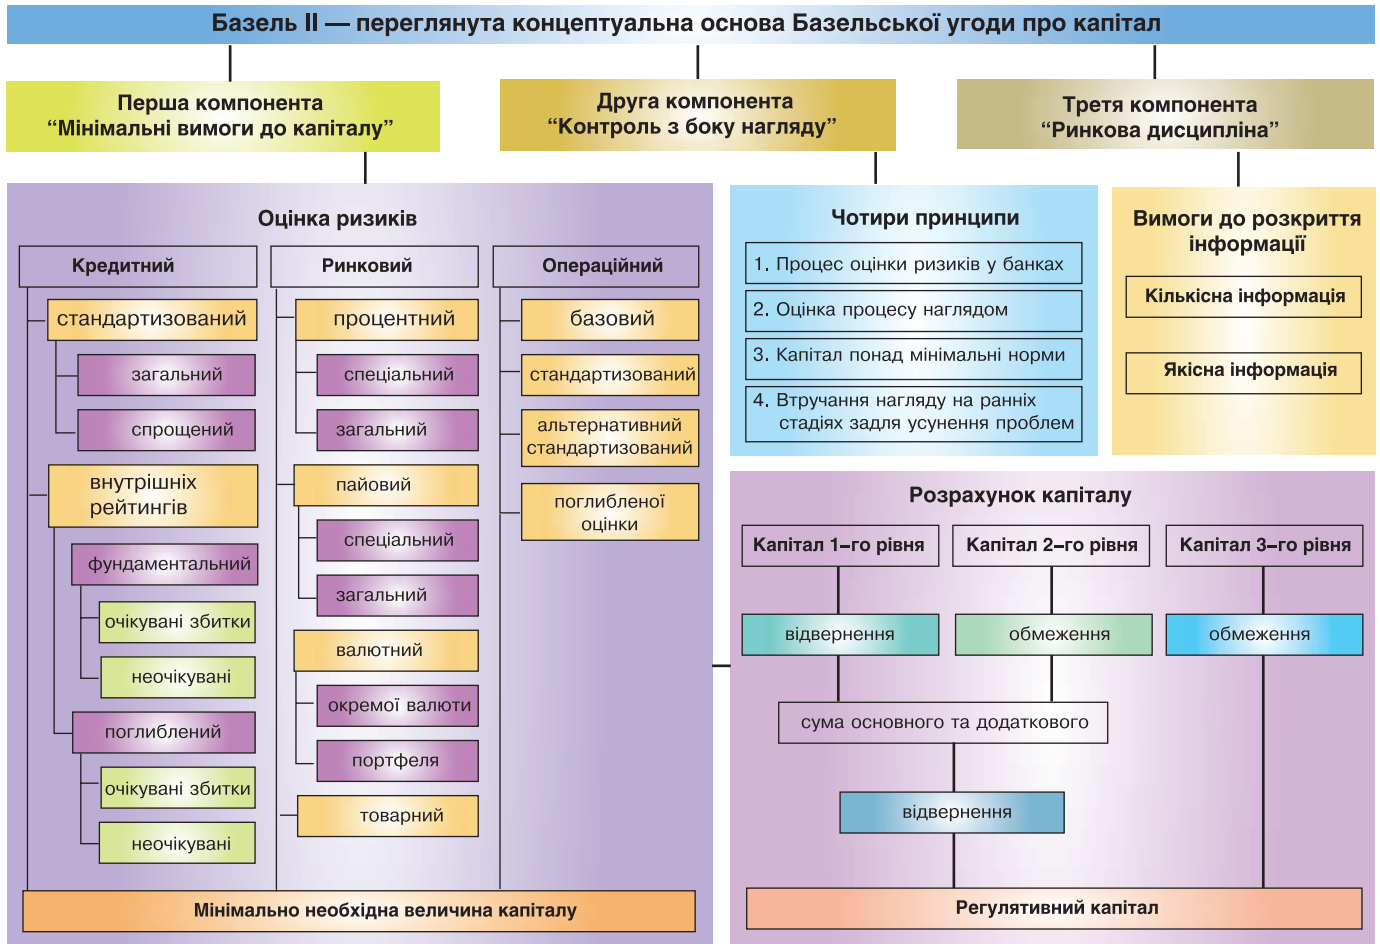 Базель II — переглянута концептуальна основа Базельської угоди про капітал
Перша компонента
“Мінімальні вимоги до капіталу”
Друга компонента
“Контроль з боку нагляду”
Третя компонента
“Ринкова дисципліна”
Оцінка ризиків
Кредитний
стандартизований
загальний
спрощений
внутрішніх
рейтингів
фундаментальний
очікувані збитки
неочікувані
поглиблений
очікувані збитки
неочікувані
Ринковий
процентний
спеціальний
загальний
пайовий
спеціальний
загальний
валютний
окремої валюти
портфеля
товарний
Операційний
базовий
стандартизований
альтернативний
стандартизований
поглибленої
оцінки
Мінімально необхідна величина капіталу
Чотири принципи
1. Процес оцінки ризиків у банках
2. Оцінка процесу наглядом
3. Капітал понад мінімальні норми
4. Втручання нагляду на ранніх
стадіях задля усунення проблем
Вимоги до розкриття
інформації
Кількісна інформація
Якісна інформація
Розрахунок капіталу
Капітал 1–го рівня
Капітал 2–го рівня
Капітал 3–го рівня
відвернення
обмеження
обмеження
сума основного та додаткового
відвернення
Регулятивний капітал